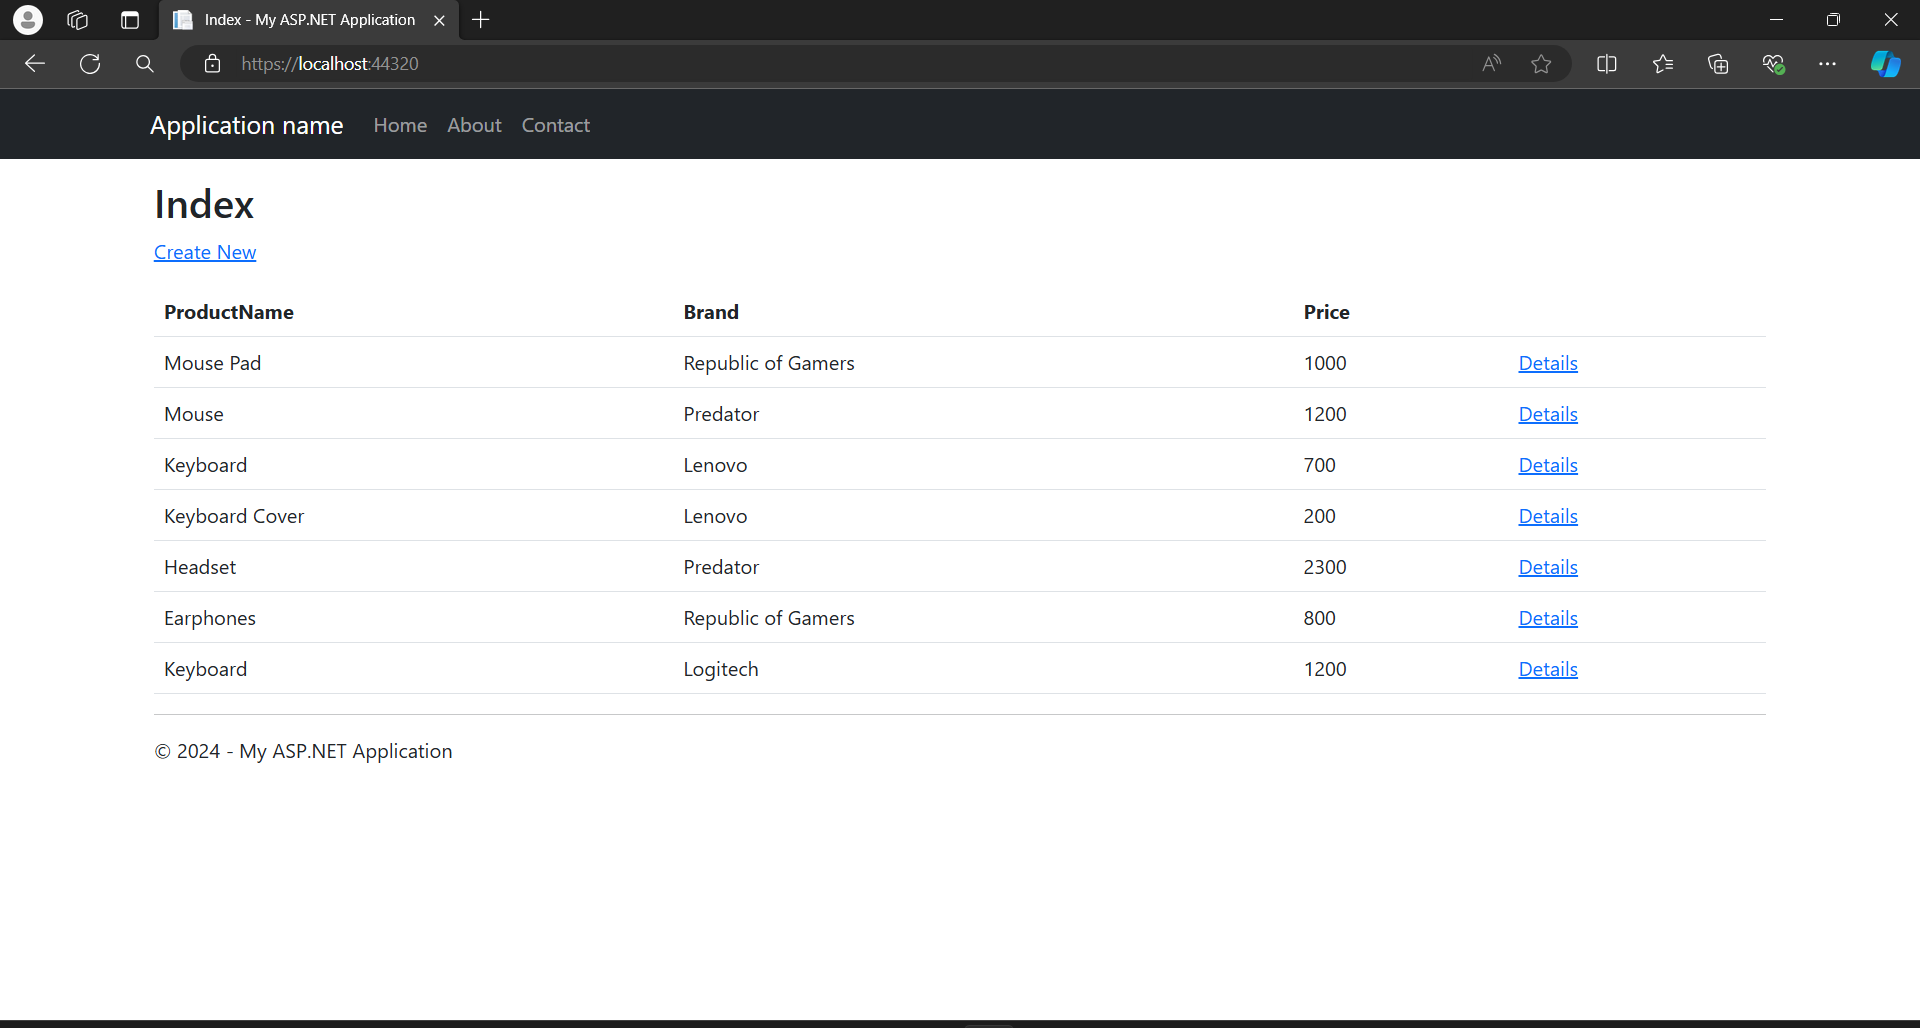 Index - My ASP.NET Application
https://localhost:44320
Application name Home About Contact
Index
Create New
ProductName Brand Price
Mouse Pad Republic of Gamers 1000 Details
Mouse Predator 1200 Details
Keyboard Lenovo 700 Details
Keyboard Cover Lenovo 200 Details
Headset Predator 2300 Details
Earphones Republic of Gamers 800 Details
Keyboard Logitech 1200 Details
© 2024 - My ASP.NET Application